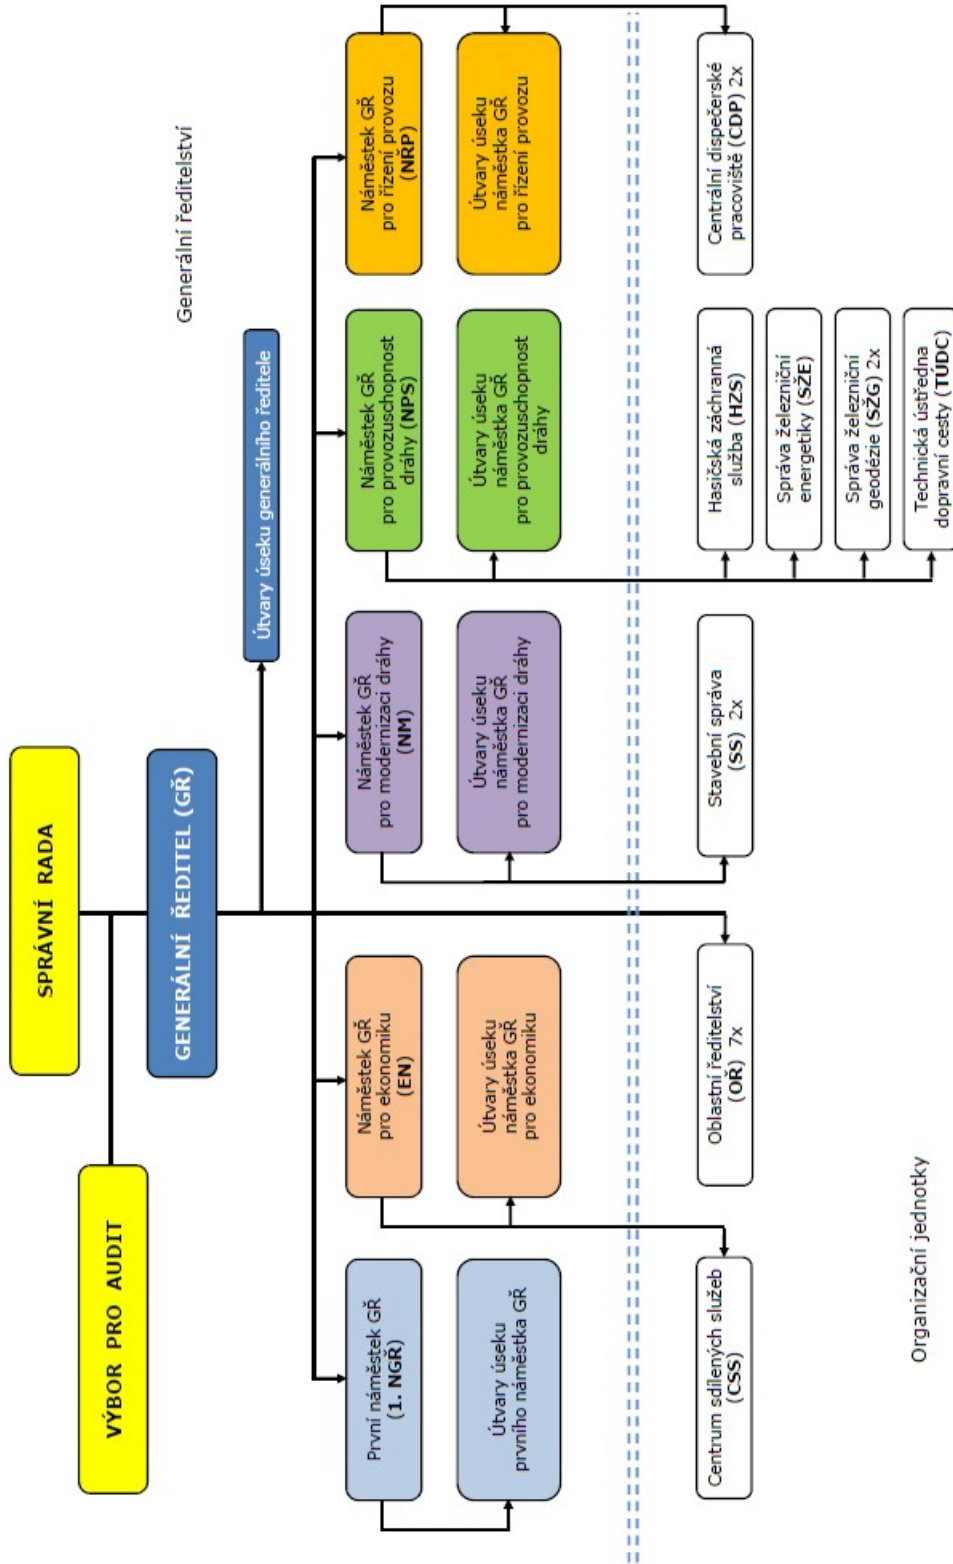 SPRÁVNÍ RADA
VÝBOR PRO AUDIT
GENERÁLNÍ ŘEDITEL (GŘ)
Generální ředitelství
Útvary úseku generálního ředitele
První náměstek GŘ
(1. NGŘ)
Náměstek GŘ
pro ekonomiku
(EN)
Náměstek GŘ
pro modernizaci dráhy
(NM)
Náměstek GŘ
pro provozuschopnost
dráhy (NPS)
Náměstek GŘ
pro řízení provozu
(NŘP)
Útvary úseku
prvního náměstka GŘ
Útvary úseku
náměstka GŘ
pro ekonomiku
Útvary úseku
náměstka GŘ
pro modernizaci dráhy
Útvary úseku
náměstka GŘ
pro provozuschopnost
dráhy
Útvary úseku
náměstka GŘ
pro řízení provozu
Centrum sdílených služeb
(CSS)
Oblastní ředitelství
(OŘ) 7x
Stavební správa
(SS) 2x
Hasičská záchranná
služba (HZS)
Správa železniční
energetiky (SŽE)
Správa železniční
geodézie (SŽG) 2x
Technická ústředna
dopravní cesty (TÚDC)
Centrální dispečerské
pracoviště (CDP) 2x
Organizační jednotky